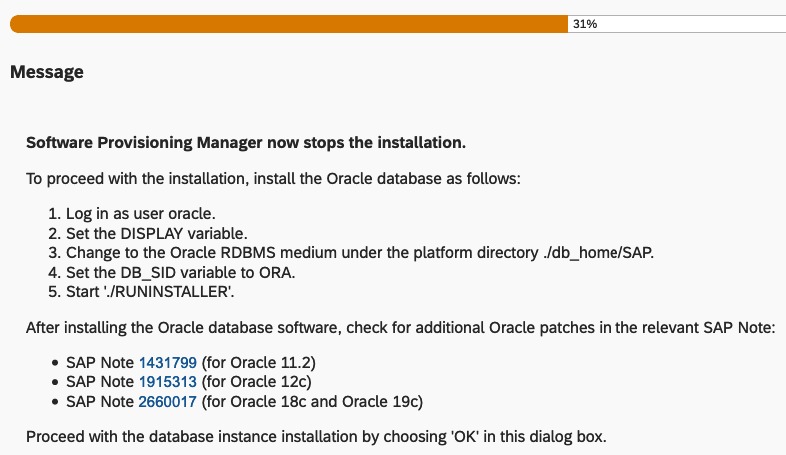 31%
Message
Software Provisioning Manager now stops the installation.
To proceed with the installation, install the Oracle database as follows:
1. Log in as user oracle.
2. Set the DISPLAY variable.
3. Change to the Oracle RDBMS medium under the platform directory ./db_home/SAP.
4. Set the DB_SID variable to ORA.
5. Start './RUNINSTALLER'.
After installing the Oracle database software, check for additional Oracle patches in the relevant SAP Note:
• SAP Note 1431799 (for Oracle 11.2)
• SAP Note 1915313 (for Oracle 12c)
• SAP Note 2660017 (for Oracle 18c and Oracle 19c)
Proceed with the database instance installation by choosing 'OK' in this dialog box.